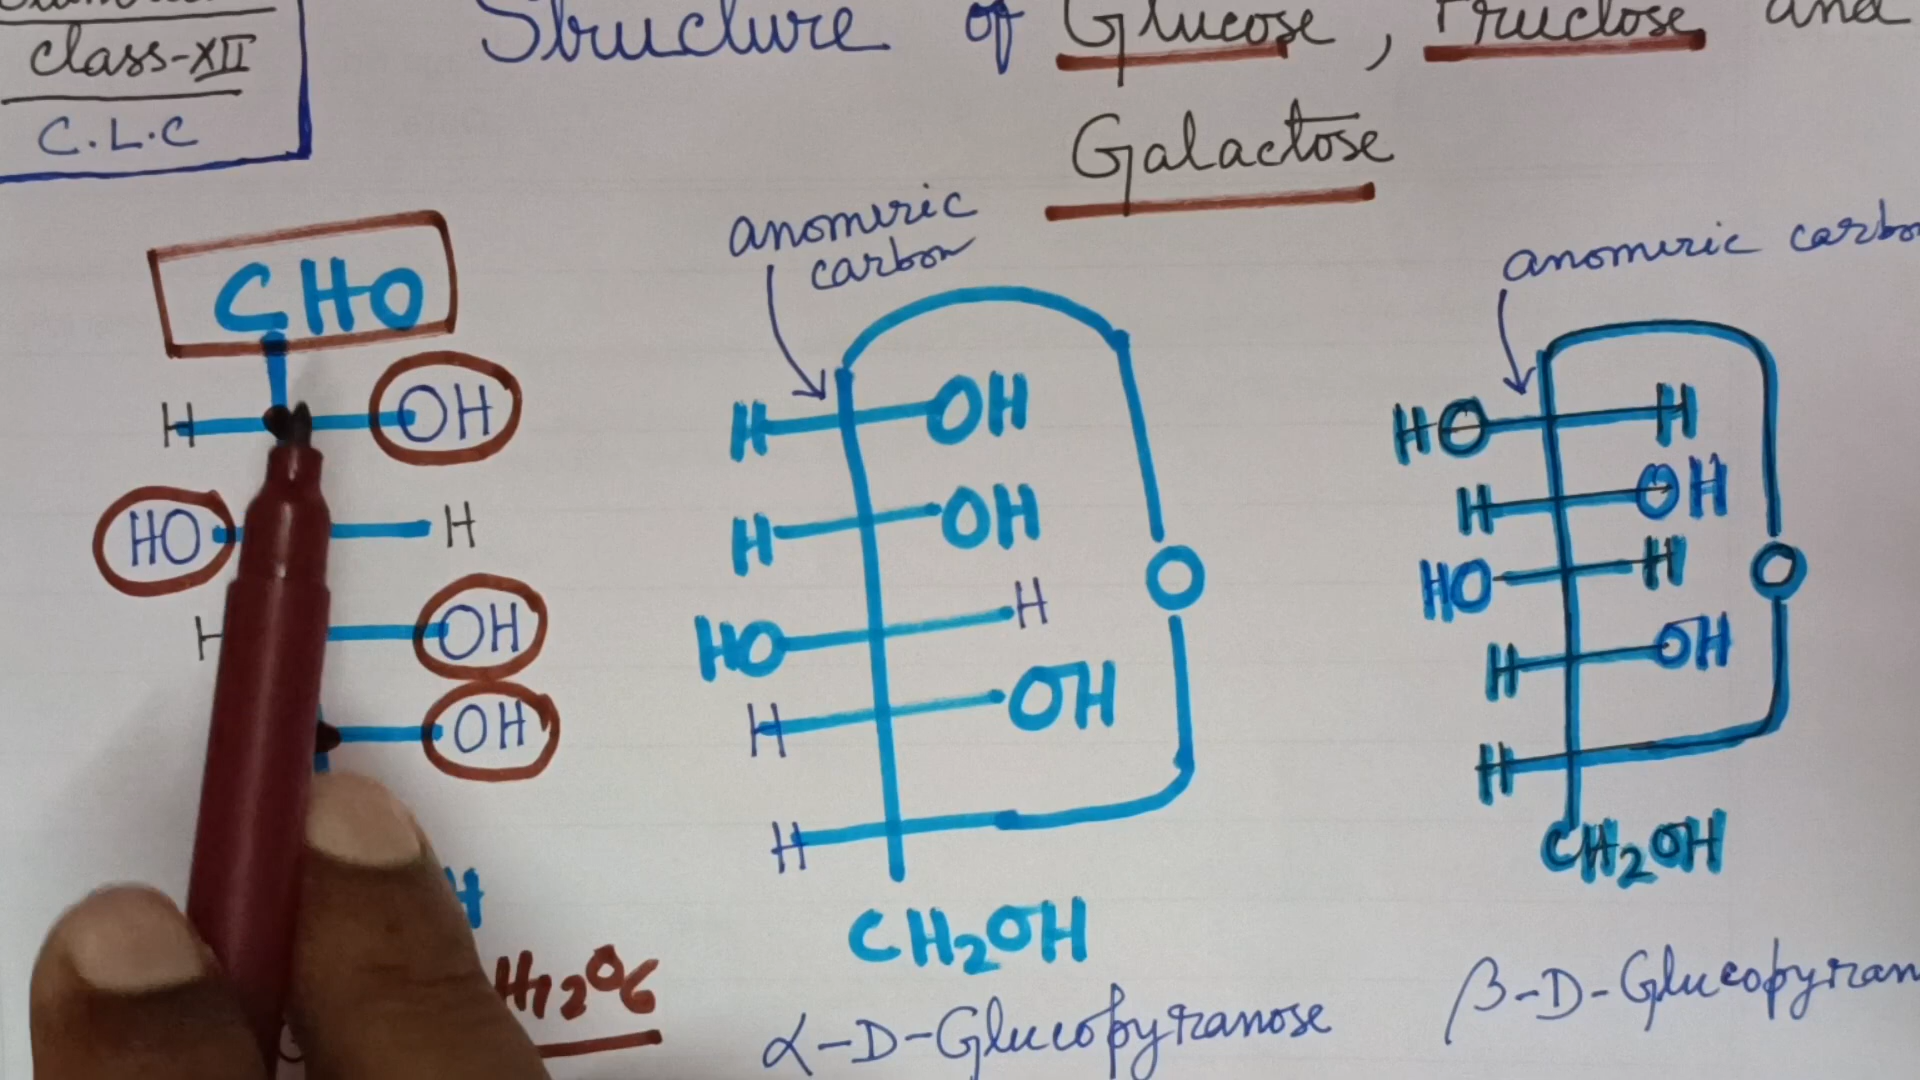 class-XII
C.L.C
Structure of Glucose, Fructose and
Galactose
anomeric
carbon
anomeric carbon
CHO
H OH
HO H
H OH
OH
H
H12O6
H OH
H OH
HO H
H OH
H
O
CH2OH
α-D-Glucopyranose
HO H
H OH
HO H
H OH
H
O
CH2OH
β-D-Glucopyran